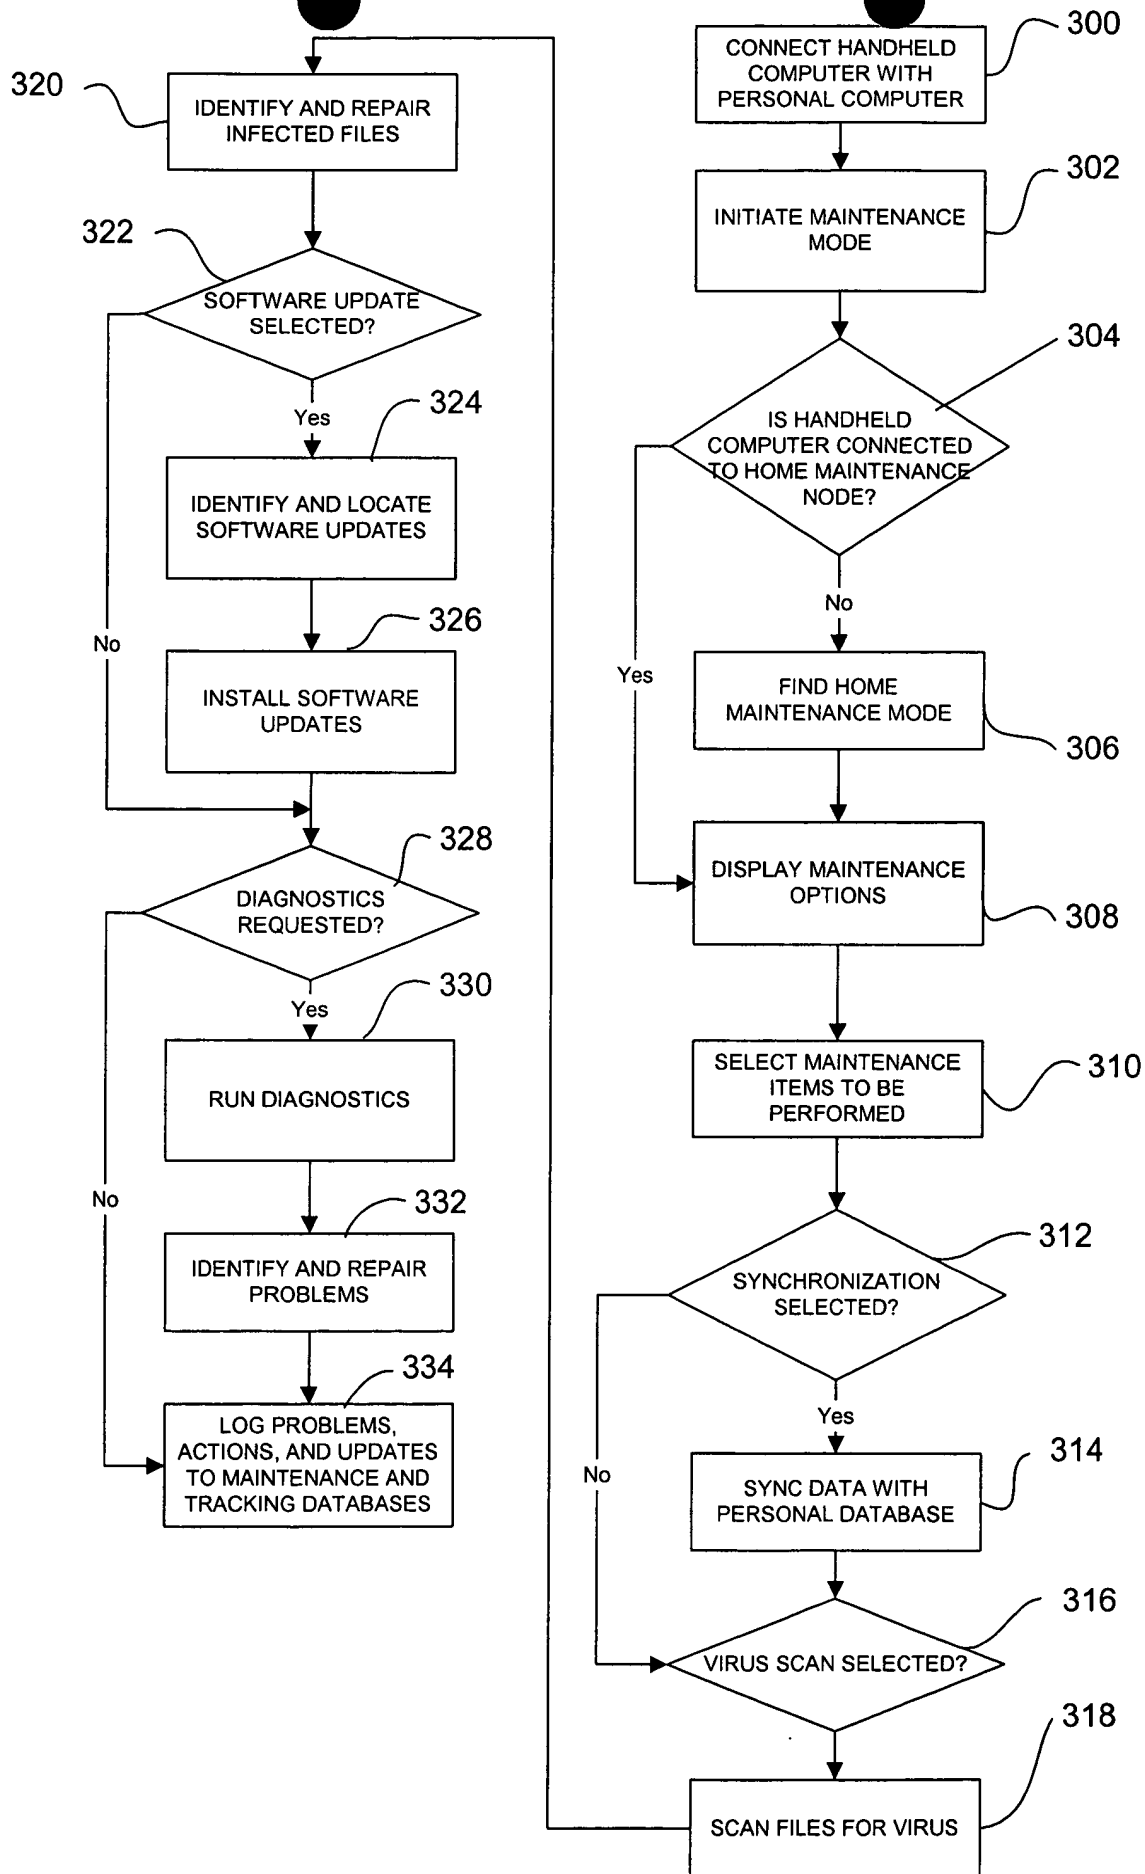 300
CONNECT HANDHELD
COMPUTER WITH
PERSONAL COMPUTER
302
INITIATE MAINTENANCE
MODE
304
IS HANDHELD
COMPUTER CONNECTED
TO HOME MAINTENANCE
NODE?
No
Yes
FIND HOME
MAINTENANCE MODE
306
DISPLAY MAINTENANCE
OPTIONS
308
SELECT MAINTENANCE
ITEMS TO BE
PERFORMED
310
312
SYNCHRONIZATION
SELECTED?
Yes
No
314
SYNC DATA WITH
PERSONAL DATABASE
316
VIRUS SCAN SELECTED?
318
SCAN FILES FOR VIRUS
320
IDENTIFY AND REPAIR
INFECTED FILES
322
SOFTWARE UPDATE
SELECTED?
Yes
324
IDENTIFY AND LOCATE
SOFTWARE UPDATES
326
No
INSTALL SOFTWARE
UPDATES
328
DIAGNOSTICS
REQUESTED?
330
Yes
RUN DIAGNOSTICS
No
332
IDENTIFY AND REPAIR
PROBLEMS
334
LOG PROBLEMS,
ACTIONS, AND UPDATES
TO MAINTENANCE AND
TRACKING DATABASES